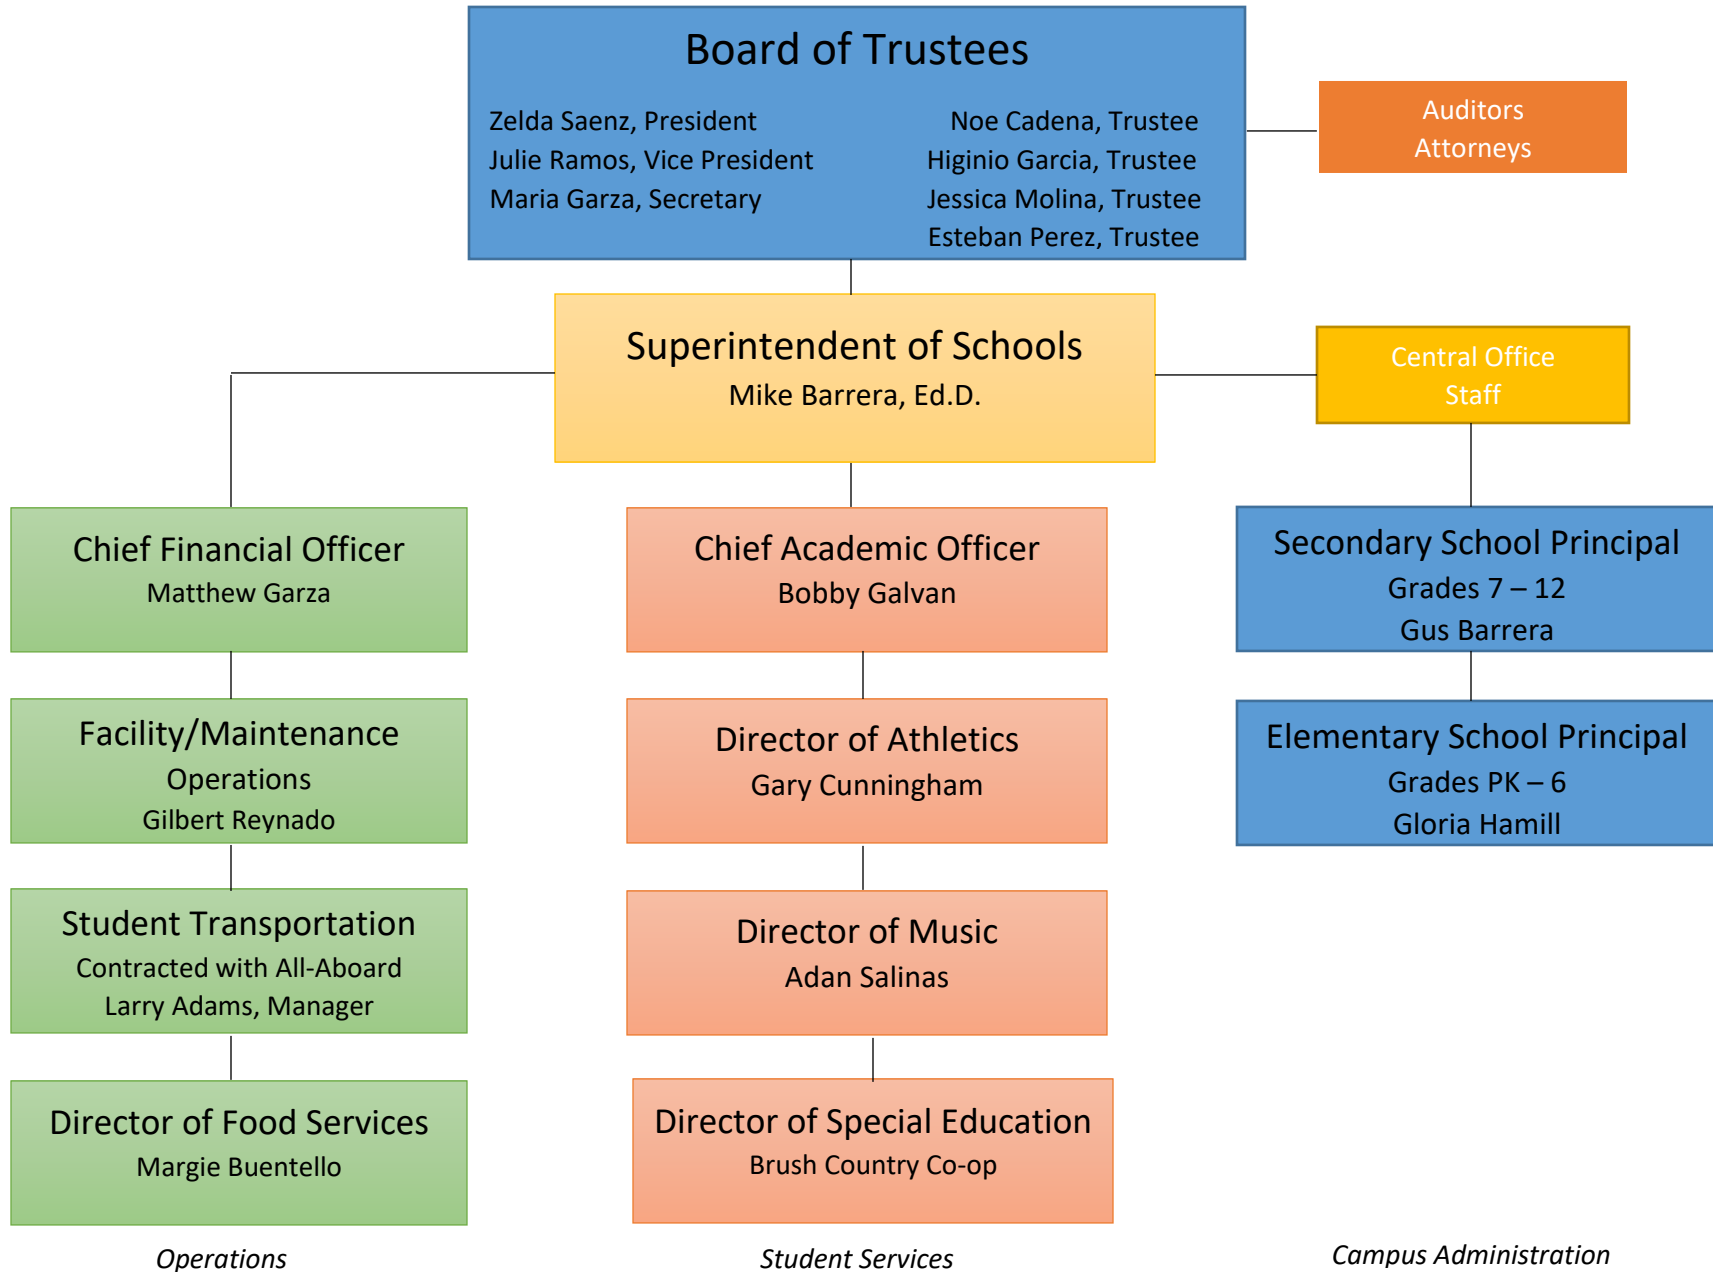 Board of Trustees
Zelda Saenz, President
Julie Ramos, Vice President
Maria Garza, Secretary
Noe Cadena, Trustee
Higinio Garcia, Trustee
Jessica Molina, Trustee
Esteban Perez, Trustee
Auditors
Attorneys
Superintendent of Schools
Mike Barrera, Ed.D.
Central Office
Staff
Chief Financial Officer
Matthew Garza
Facility/Maintenance
Operations
Gilbert Reynado
Student Transportation
Contracted with All-Aboard
Larry Adams, Manager
Director of Food Services
Margie Buentello
Operations
Chief Academic Officer
Bobby Galvan
Director of Athletics
Gary Cunningham
Director of Music
Adan Salinas
Director of Special Education
Brush Country Co-op
Student Services
Secondary School Principal
Grades 7 – 12
Gus Barrera
Elementary School Principal
Grades PK – 6
Gloria Hamill
Campus Administration